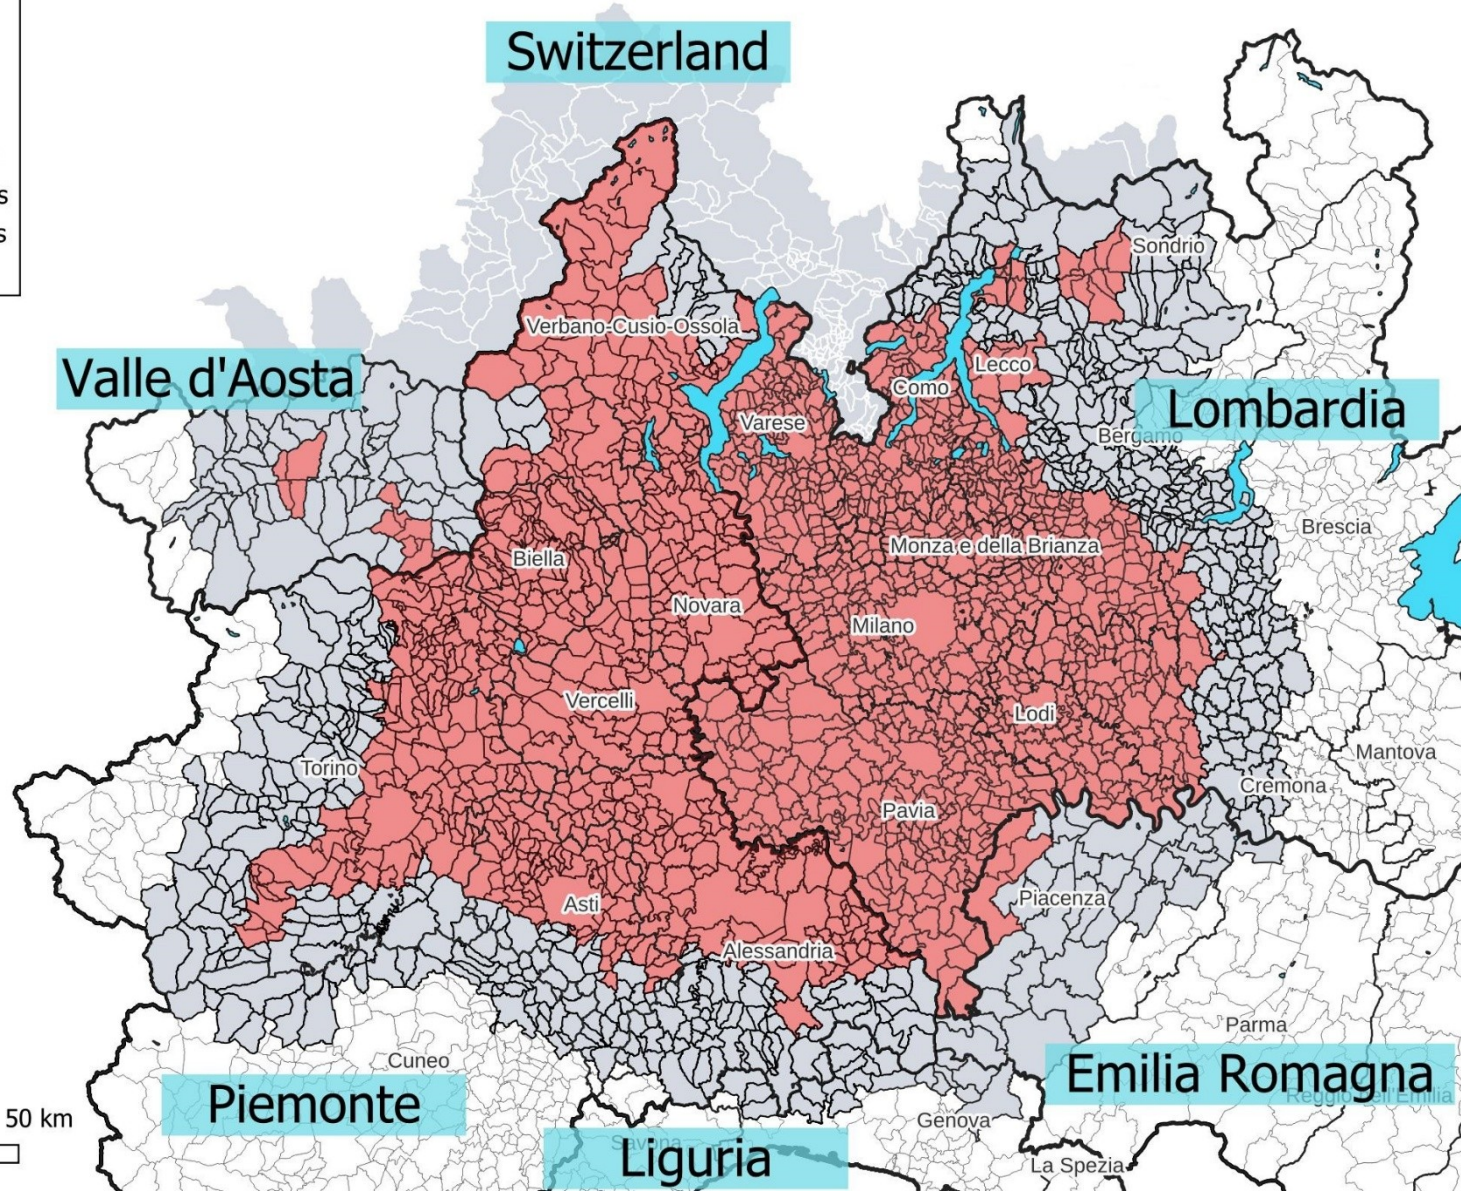 Switzerland
s
s
Sondrio
Verbano-Cusio-Ossola
Valle d'Aosta
Lecco
Como
Lombardia
Varese
Bergamo
Brescia
Monza e della Brianza
Biella
Novara
Milano
Vercelli
Lodi
Mantova
Torino
Cremona
Pavia
Piacenza
Asti
Alessandria
Parma
Cuneo
Emilia Romagna
Reggio nell'Emilia
Piemonte
50 km
Genova
Savona
Liguria
La Spezia